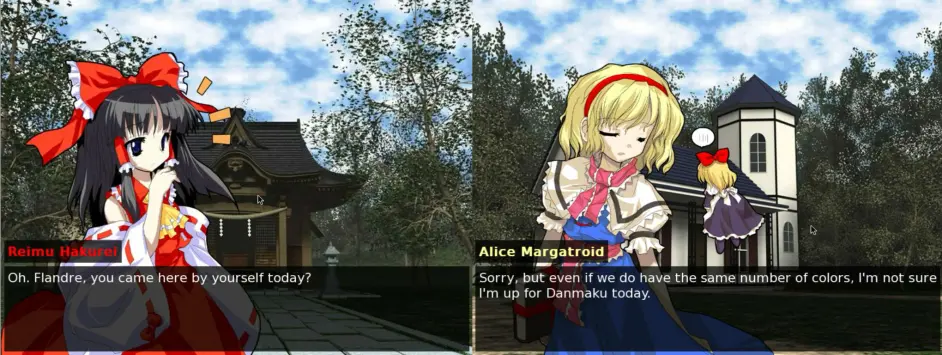 Reimu Hakurei
Oh. Flandre, you came here by yourself today?
Alice Margatroid
Sorry, but even if we do have the same number of colors, I'm not sure
I'm up for Danmaku today.